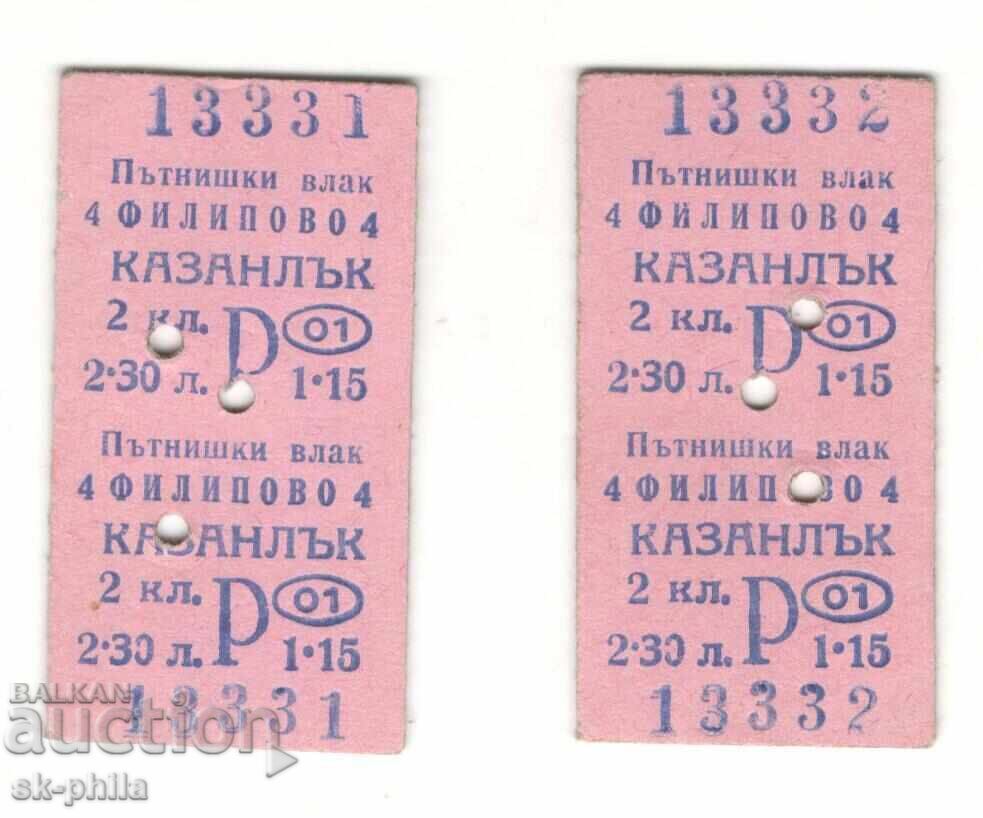 13331
Пътнишки влак
4 ФИЛИПОВО 4
КАЗАНЛЪК
2 кл. Р 01
2·30 л. 1·15
Пътнишки влак
4 ФИЛИПОВО 4
КАЗАНЛЪК
2 кл. Р 01
2·30 л. 1·15
13331
13332
Пътнишки влак
4 ФИЛИПОВО 4
КАЗАНЛЪК
2 кл. Р 01
2·30 л. 1·15
Пътнишки влак
4 ФИЛИПОВО 4
КАЗАНЛЪК
2 кл. Р 01
2·30 л. 1·15
13332
BALKAN
auction
sk-phila